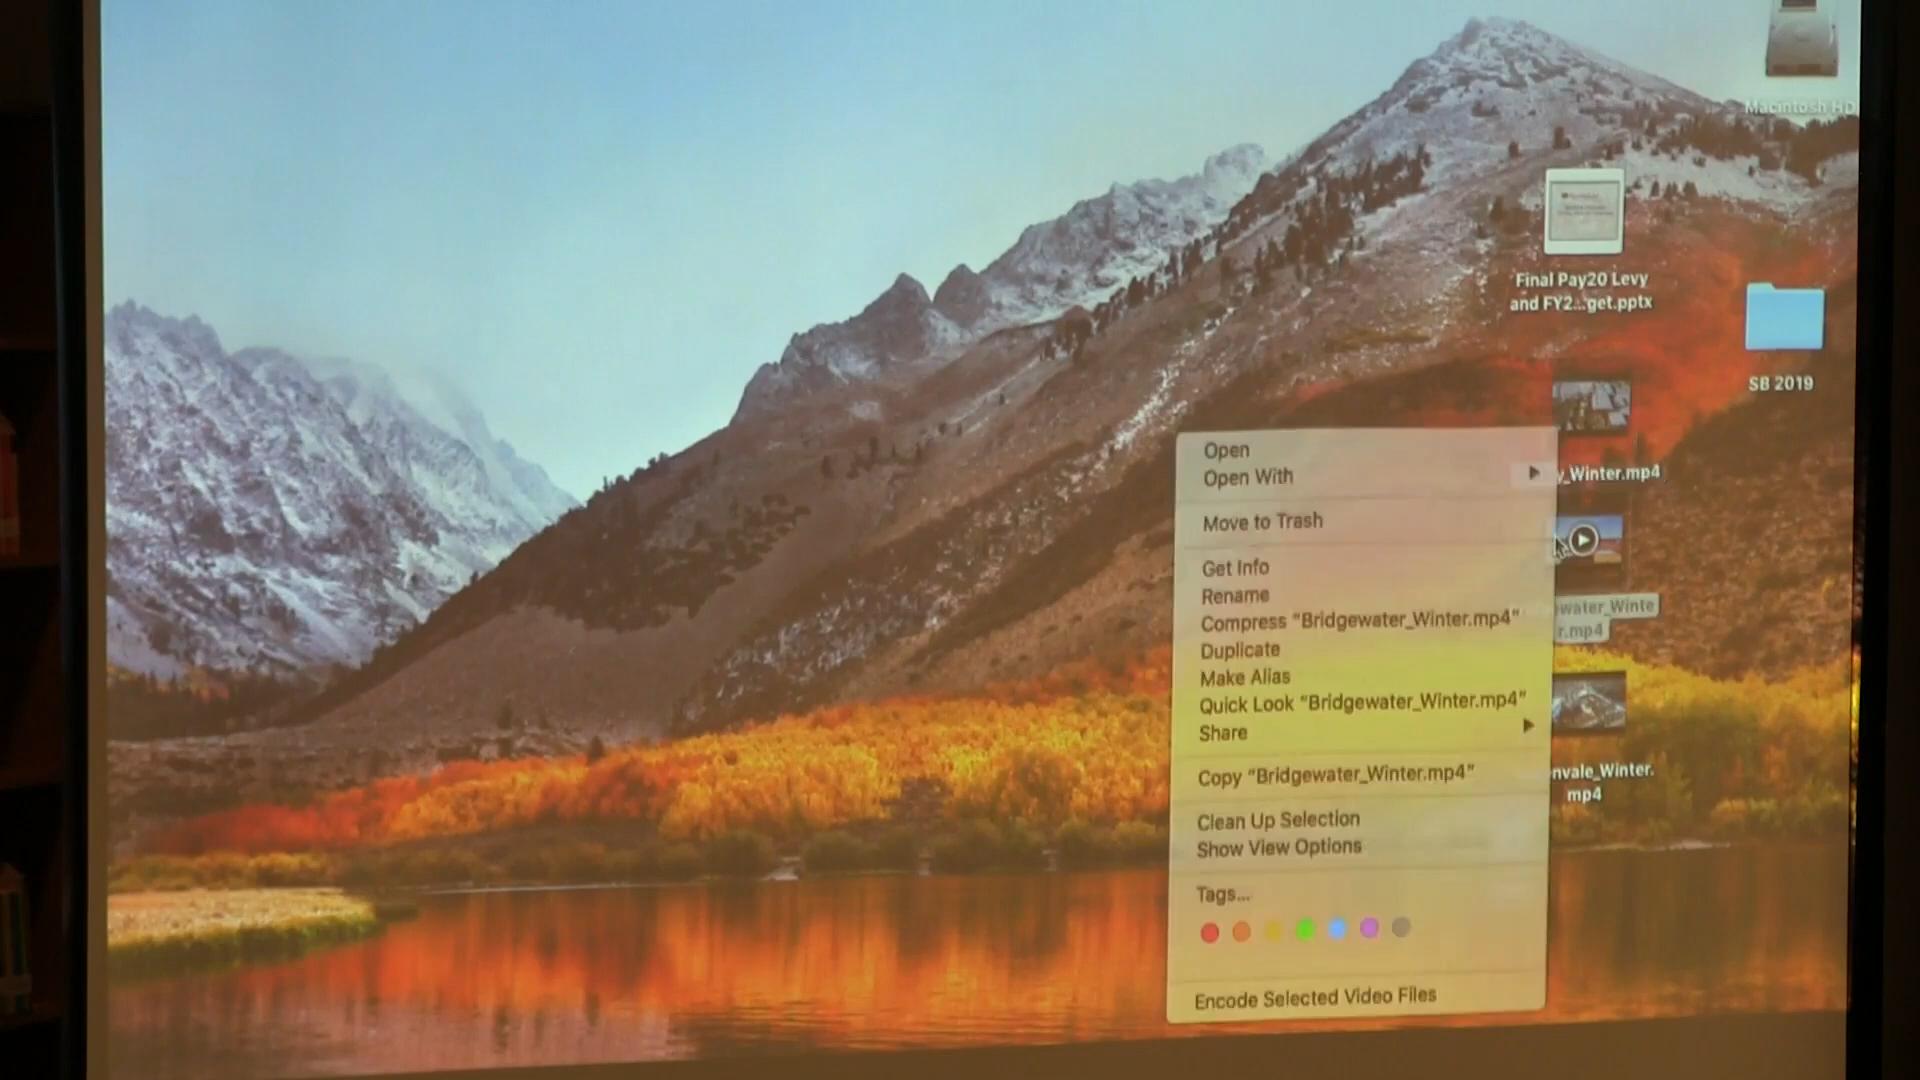 Macintosh HD
Final Pay20 Levy
and FY2...get.pptx
SB 2019
y_Winter.mp4
water_Winte
r.mp4
nvale_Winter.
mp4
Open
Open With
Move to Trash
Get Info
Rename
Compress “Bridgewater_Winter.mp4”
Duplicate
Make Alias
Quick Look “Bridgewater_Winter.mp4”
Share
Copy “Bridgewater_Winter.mp4”
Clean Up Selection
Show View Options
Tags...
Encode Selected Video Files